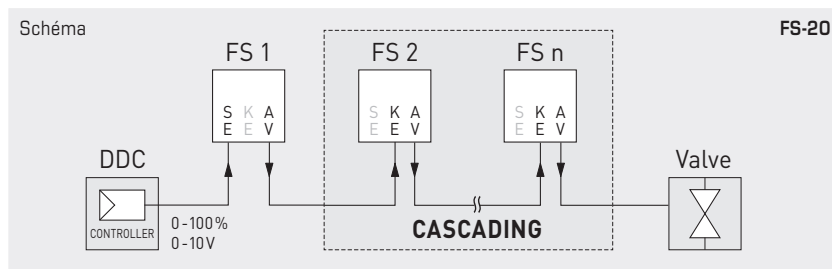 Schéma
FS-20
FS 1
FS 2
FS n
S K A
E E V
S K A
E E V
S K A
E E V
DDC
CONTROLLER
0-100%
0-10V
CASCADING
Valve